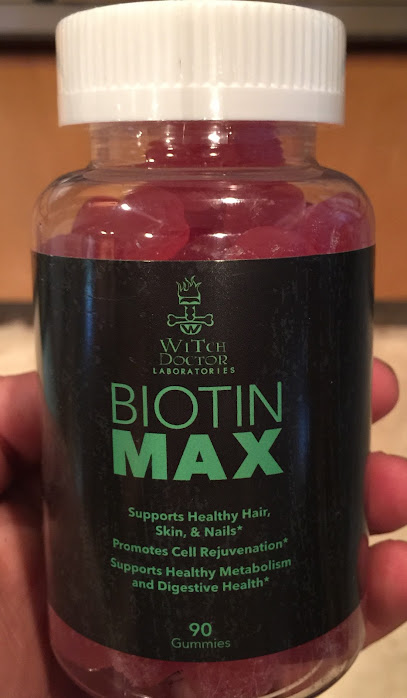 WiTch
DocTor
LABORATORIES
BIOTIN
MAX
Supports Healthy Hair,
Skin, & Nails*
Promotes Cell Rejuvenation*
Supports Healthy Metabolism
and Digestive Health*
90
Gummies